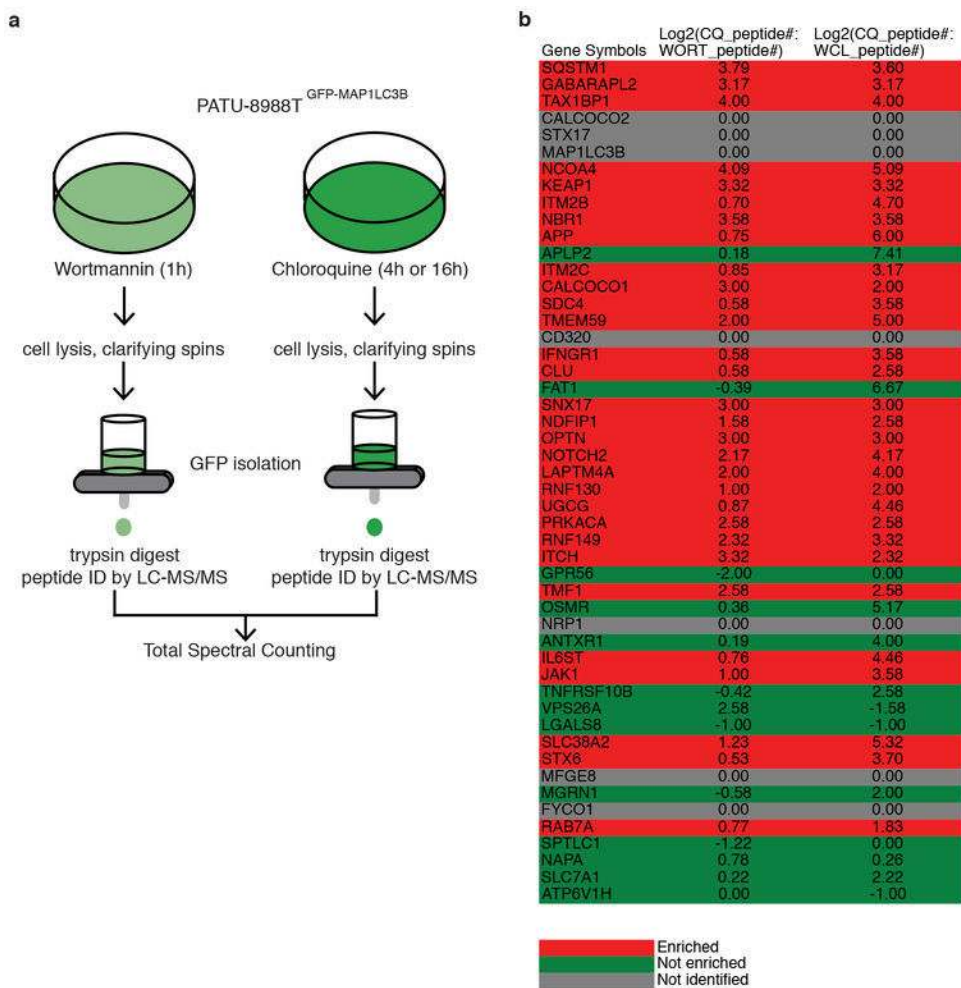 a
PATU-8988T GFP-MAP1LC3B
Wortmannin (1h)
Chloroquine (4h or 16h)
cell lysis, clarifying spins
cell lysis, clarifying spins
GFP isolation
trypsin digest
peptide ID by LC-MS/MS
trypsin digest
peptide ID by LC-MS/MS
Total Spectral Counting
b
Gene Symbols Log2(CQ_peptide#: WORT_peptide#) Log2(CQ_peptide#: WCL_peptide#)
SQSTM1 3.79 3.60
GABARAPL2 3.17 3.17
TAX1BP1 4.00 4.00
CALCOCO2 0.00 0.00
STX17 0.00 0.00
MAP1LC3B 0.00 0.00
NCOA4 4.09 5.09
KEAP1 3.32 3.32
ITM2B 0.70 4.70
NBR1 3.58 3.58
APP 0.75 6.00
APLP2 0.18 7.41
ITM2C 0.85 3.17
CALCOCO1 3.00 2.00
SDC4 0.58 3.58
TMEM59 2.00 5.00
CD320 0.00 0.00
IFNGR1 0.58 3.58
CLU 0.58 2.58
FAT1 -0.39 6.67
SNX17 3.00 3.00
NDFIP1 1.58 2.58
OPTN 3.00 3.00
NOTCH2 2.17 4.17
LAPTM4A 2.00 4.00
RNF130 1.00 2.00
UGCG 0.87 4.46
PRKACA 2.58 2.58
RNF149 2.32 3.32
ITCH 3.32 2.32
GPR56 -2.00 0.00
TMF1 2.58 2.58
OSMR 0.36 5.17
NRP1 0.00 0.00
ANTXR1 0.19 4.00
IL6ST 0.76 4.46
JAK1 1.00 3.58
TNFRSF10B -0.42 2.58
VPS26A 2.58 -1.58
LGALS8 -1.00 -1.00
SLC38A2 1.23 5.32
STX6 0.53 3.70
MFGE8 0.00 0.00
MGRN1 -0.58 2.00
FYCO1 0.00 0.00
RAB7A 0.77 1.83
SPTLC1 -1.22 0.00
NAPA 0.78 0.26
SLC7A1 0.22 2.22
ATP6V1H 0.00 -1.00
Enriched
Not enriched
Not identified